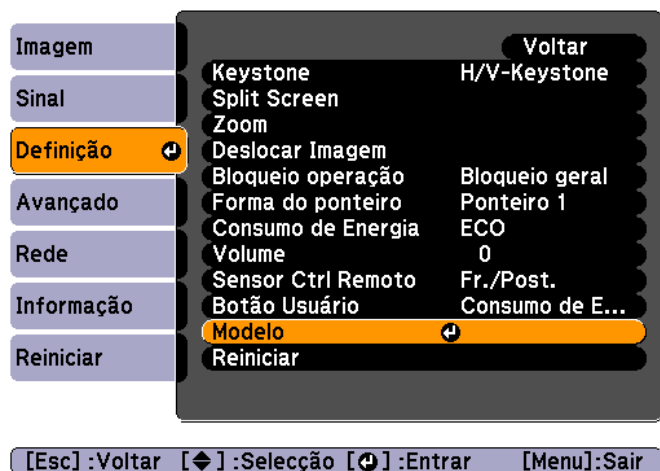 Imagem
Sinal
Definição
Avançado
Rede
Informação
Reiniciar
Voltar
Keystone H/V-Keystone
Split Screen
Zoom
Deslocar Imagem
Bloqueio operação Bloqueio geral
Forma do ponteiro Ponteiro 1
Consumo de Energia ECO
Volume 0
Sensor Ctrl Remoto Fr./Post.
Botão Usuário Consumo de E...
Modelo
Reiniciar
[Esc] :Voltar [◆] :Selecção [↵] :Entrar [Menu]:Sair